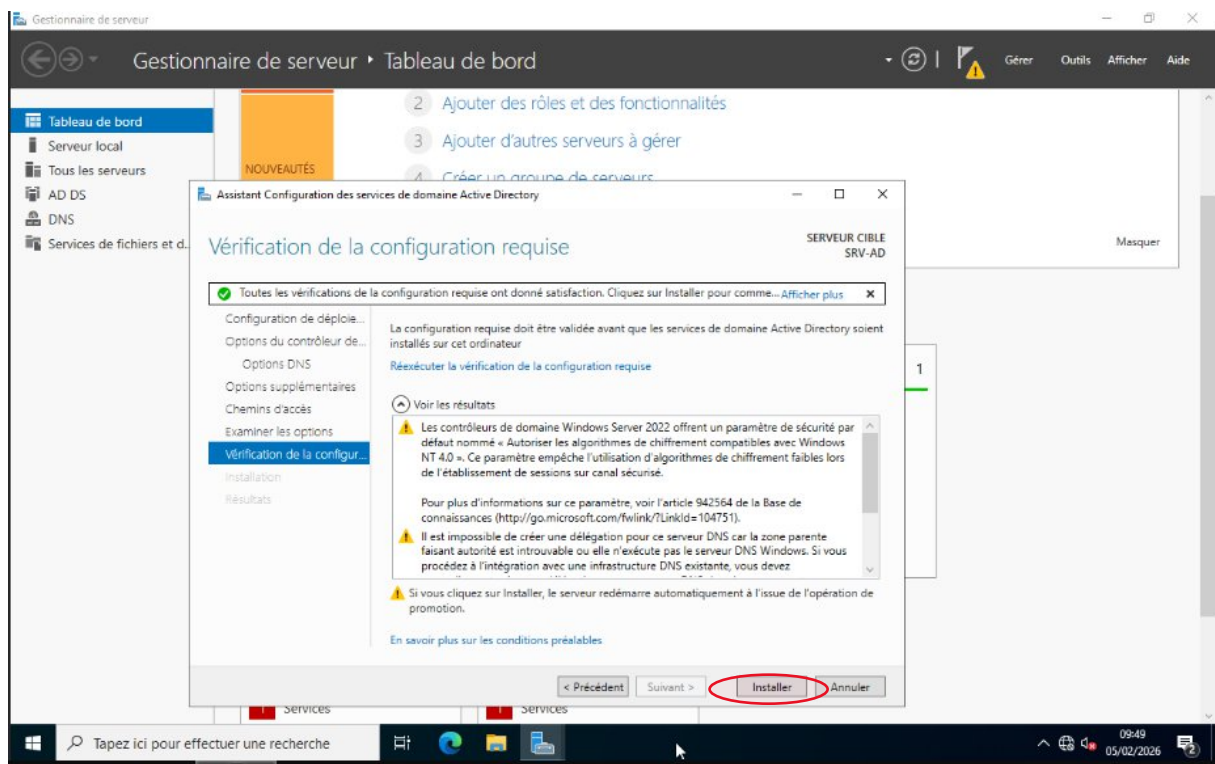 Gestionnaire de serveur
Gestionnaire de serveur ‣ Tableau de bord
Gérer Outils Afficher Aide
Tableau de bord
Serveur local
Tous les serveurs
AD DS
DNS
Services de fichiers et d...
NOUVEAUTÉS
2 Ajouter des rôles et des fonctionnalités
3 Ajouter d'autres serveurs à gérer
4 Créer un groupe de serveurs
Masquer
1
Assistant Configuration des services de domaine Active Directory
Vérification de la configuration requise
SERVEUR CIBLE
SRV-AD
Toutes les vérifications de la configuration requise ont donné satisfaction. Cliquez sur Installer pour comme... Afficher plus
Configuration de déploie...
Options du contrôleur de...
Options DNS
Options supplémentaires
Chemins d'accès
Examiner les options
Vérification de la configur...
Installation
Résultats
La configuration requise doit être validée avant que les services de domaine Active Directory soient
installés sur cet ordinateur
Réexécuter la vérification de la configuration requise
Voir les résultats
Les contrôleurs de domaine Windows Server 2022 offrent un paramètre de sécurité par
défaut nommé « Autoriser les algorithmes de chiffrement compatibles avec Windows
NT 4.0 ». Ce paramètre empêche l'utilisation d'algorithmes de chiffrement faibles lors
de l'établissement de sessions sur canal sécurisé.
Pour plus d'informations sur ce paramètre, voir l'article 942564 de la Base de
connaissances (http://go.microsoft.com/fwlink/?LinkId=104751).
Il est impossible de créer une délégation pour ce serveur DNS car la zone parente
faisant autorité est introuvable ou elle n'exécute pas le serveur DNS Windows. Si vous
procédez à l'intégration avec une infrastructure DNS existante, vous devez
Si vous cliquez sur Installer, le serveur redémarre automatiquement à l'issue de l'opération de
promotion.
En savoir plus sur les conditions préalables
< Précédent Suivant > Installer Annuler
1 Services 1 Services
Tapez ici pour effectuer une recherche
09:49
05/02/2026
2